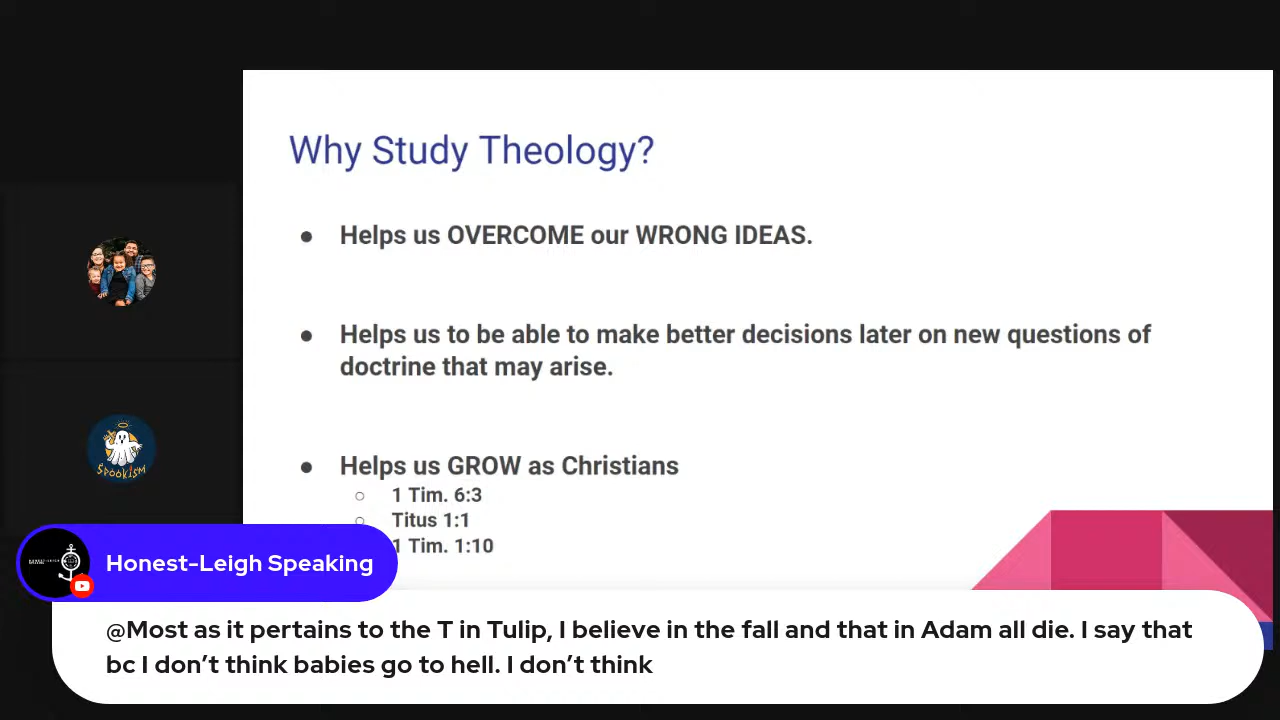 Why Study Theology?
● Helps us OVERCOME our WRONG IDEAS.
● Helps us to be able to make better decisions later on new questions of
doctrine that may arise.
● Helps us GROW as Christians
○ 1 Tim. 6:3
○ Titus 1:1
1 Tim. 1:10
SPOOKISM
Honest-Leigh Speaking
@Most as it pertains to the T in Tulip, I believe in the fall and that in Adam all die. I say that
bc I don’t think babies go to hell. I don’t think